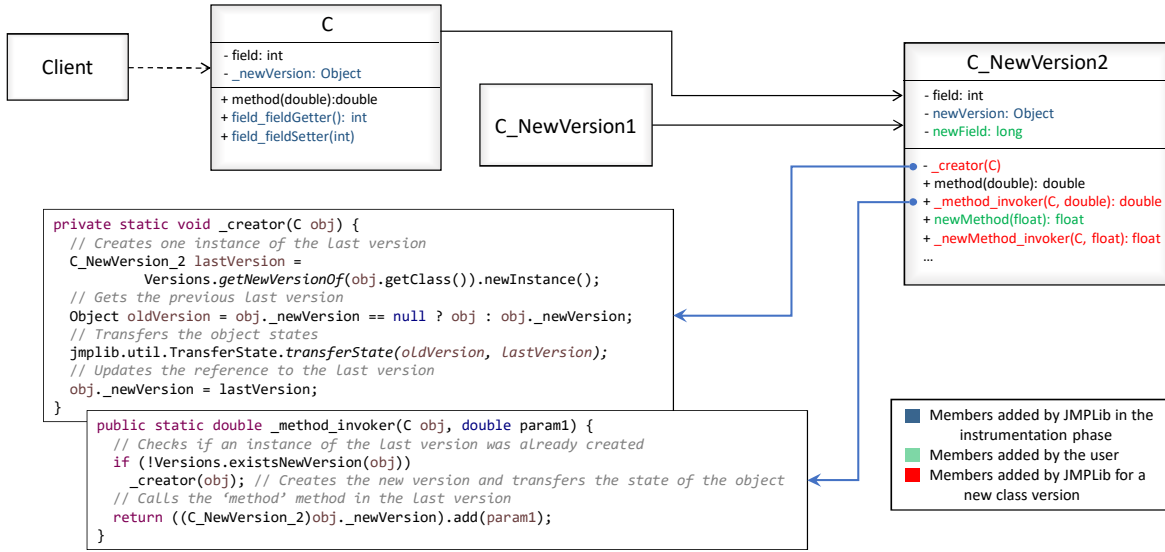 Client
C
- field: int
- _newVersion: Object
+ method(double):double
+ field_fieldGetter(): int
+ field_fieldSetter(int)
C_NewVersion1
C_NewVersion2
- field: int
- newVersion: Object
- newField: long
- _creator(C)
+ method(double): double
+ _method_invoker(C, double): double
+ newMethod(float): float
+ _newMethod_invoker(C, float): float
…
private static void _creator(C obj) {
// Creates one instance of the last version
C_NewVersion_2 lastVersion =
Versions.getNewVersionOf(obj.getClass()).newInstance();
// Gets the previous last version
Object oldVersion = obj._newVersion == null ? obj : obj._newVersion;
// Transfers the object states
jmplib.util.TransferState.transferState(oldVersion, lastVersion);
// Updates the reference to the last version
obj._newVersion = lastVersion;
}
public static double _method_invoker(C obj, double param1) {
// Checks if an instance of the last version was already created
if (!Versions.existsNewVersion(obj))
_creator(obj); // Creates the new version and transfers the state of the object
// Calls the ‘method’ method in the last version
return ((C_NewVersion_2)obj._newVersion).add(param1);
}
Members added by JMPLib in the
instrumentation phase
Members added by the user
Members added by JMPLib for a
new class version